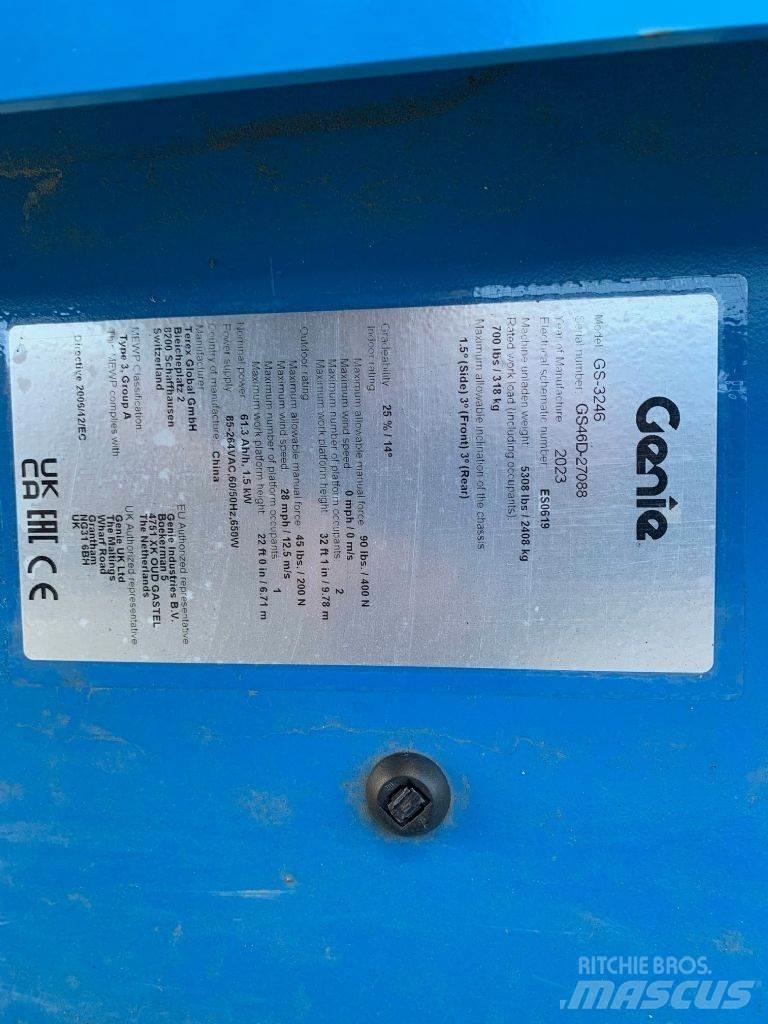 Genie
Model GS-3246
Serial number GS46D-27088
Year of Manufacture 2023
Electrical schematic number ES0619
Machine unladen weight 5308 lbs / 2408 kg
Rated work load (including occupants)
700 lbs / 318 kg
Maximum allowable inclination of the chassis
1.5° (Side) 3° (Front) 3° (Rear)
Gradeability 25 % / 14°
Indoor rating
Maximum allowable manual force 90 lbs. / 400 N
Maximum wind speed 0 mph / 0 m/s
Maximum number of platform occupants 2
Maximum work platform height 32 ft 1 in / 9.78 m
Outdoor rating
Maximum allowable manual force 45 lbs. / 200 N
Maximum wind speed 28 mph / 12.5 m/s
Maximum number of platform occupants 1
Maximum work platform height 22 ft 0 in / 6.71 m
Nominal power 61.3 Ah/h, 1.5 kW
Power supply 85-264VAC,60/50Hz,650W
Country of manufacture China
Manufacturer
Terex Global GmbH
Bleicheplatz 2
8200 Schaffhausen
Switzerland
EU Authorized representative
Genie Industries B.V.
Boekerman 5
4751 XK OUD GASTEL
The Netherlands
MEWP Classification
Type 3, Group A
The MEWP complies with
Directive 2006/42/EC
UK Authorized representative
Genie UK Ltd
The Maltings
Wharf Road
Grantham
NG316BH
UK
UK
CA EAC CE
RITCHIE BROS.
MASCUS